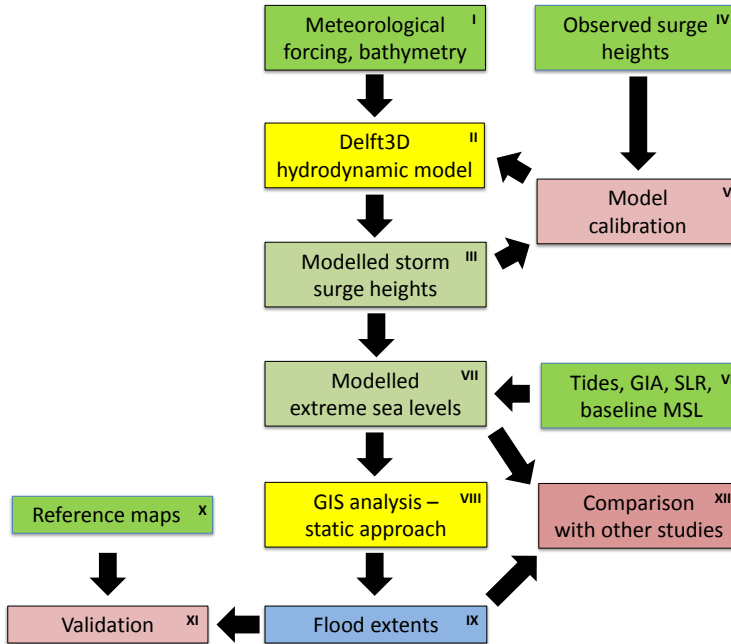 I
Meteorological
forcing, bathymetry
IV
Observed surge
heights
II
Delft3D
hydrodynamic model
V
Model
calibration
III
Modelled storm
surge heights
VII
Modelled
extreme sea levels
V
Tides, GIA, SLR,
baseline MSL
VIII
GIS analysis –
static approach
XII
Comparison
with other studies
X
Reference maps
XI
Validation
IX
Flood extents